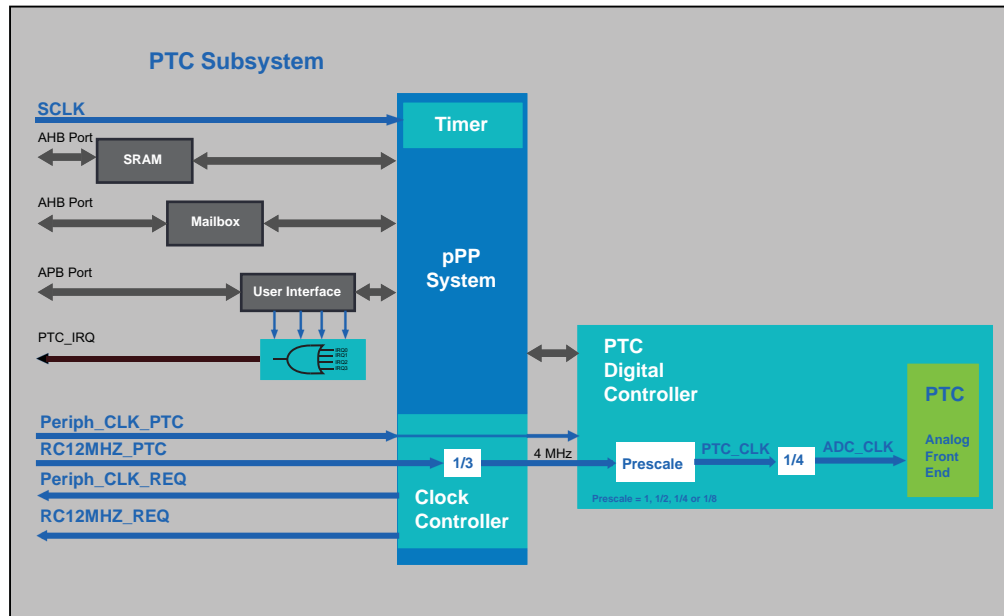 PTC Subsystem
SCLK
Timer
AHB Port
SRAM
AHB Port
Mailbox
pPP
System
APB Port
User Interface
PTC_IRQ
IRQ0
IRQ1
IRQ2
IRQ3
PTC
Digital
Controller
PTC
Analog
Front
End
Periph_CLK_PTC
RC12MHZ_PTC
1/3
4 MHz
Prescale
PTC_CLK
1/4
ADC_CLK
Prescale = 1, 1/2, 1/4 or 1/8
Periph_CLK_REQ
Clock
Controller
RC12MHZ_REQ